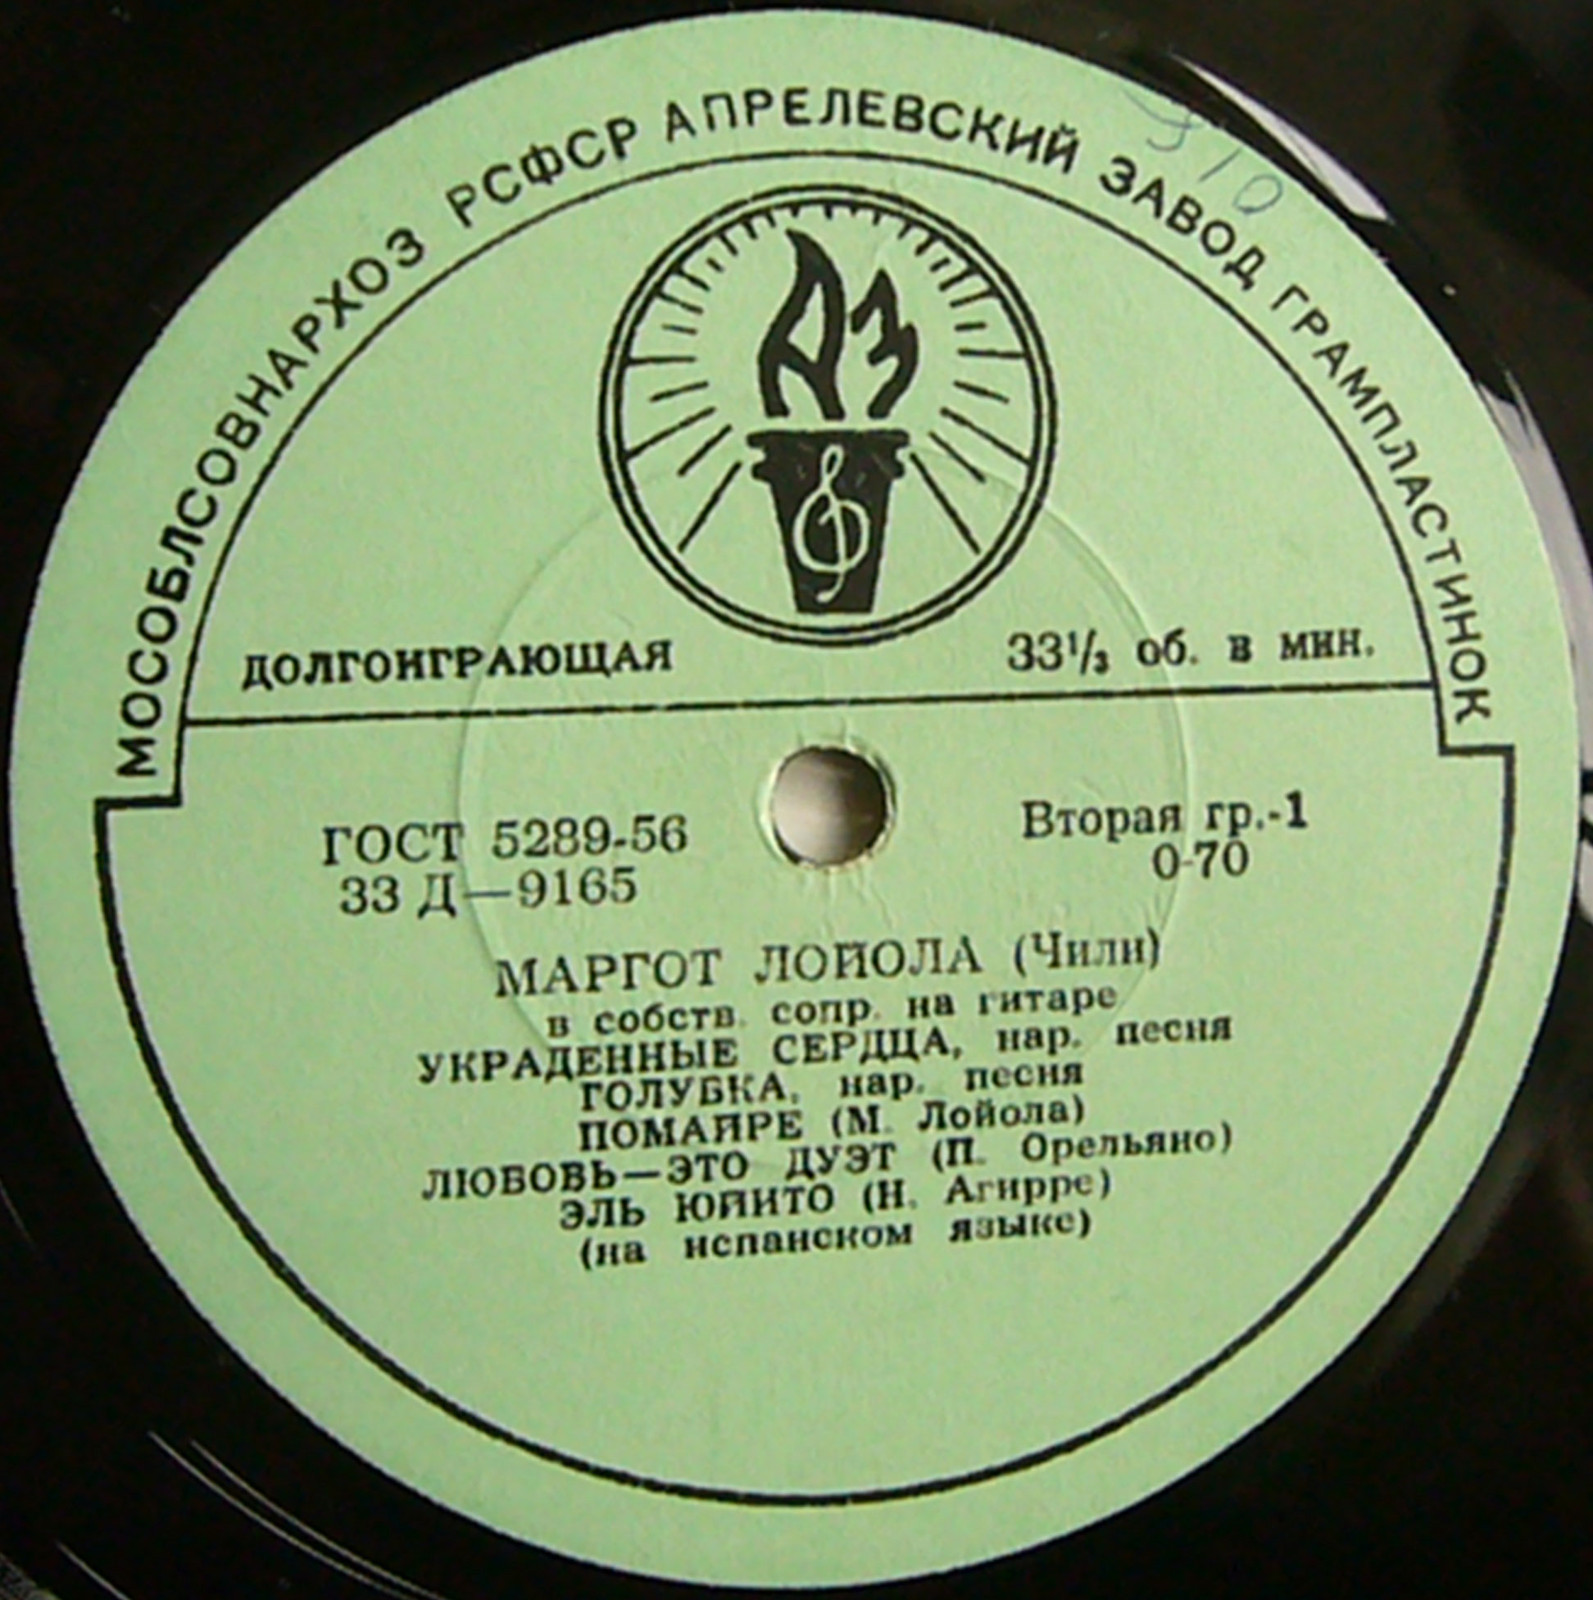 МОСОБЛСОВНАРХОЗ РСФСР АПРЕЛЕВСКИЙ ЗАВОД ГРАМПЛАСТИНОК
АЗ
ДОЛГОИГРАЮЩАЯ 33⅓ об. в мин.
ГОСТ 5289-56 Вторая гр.-1
33 Д—9165 0-70
МАРГОТ ЛОЙОЛА (Чили)
в собств. сопр. на гитаре
УКРАДЕННЫЕ СЕРДЦА, нар. песня
ГОЛУБКА, нар. песня
ПОМАЙРЕ (М. Лойола)
ЛЮБОВЬ—ЭТО ДУЭТ (П. Орельяно)
ЭЛЬ ЮЙИТО (Н. Агирре)
(на испанском языке)